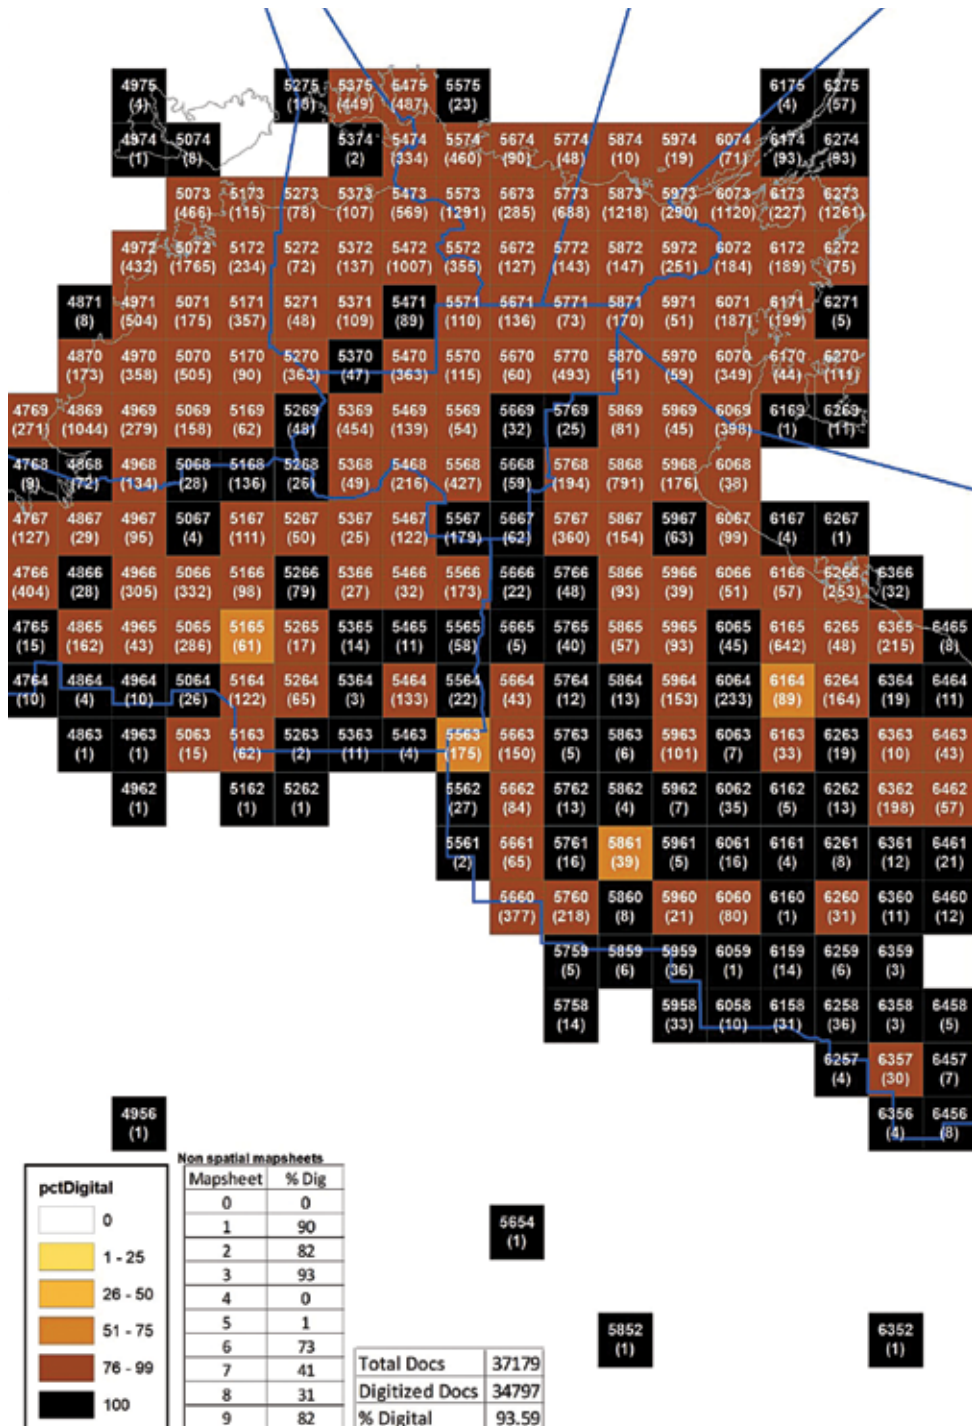 4975 5275 5375 5475 5575 6175 6275
(4) (16) (449) (487) (23) (4) (57)
4974 5074 5374 5474 5574 5674 5774 5874 5974 6074 6174 6274
(1) (8) (2) (334) (460) (90) (48) (10) (19) (71) (93) (93)
5073 5173 5273 5373 5473 5573 5673 5773 5873 5973 6073 6173 6273
(466) (115) (78) (107) (569) (1291) (285) (688) (1218) (290) (1120) (227) (1261)
4972 5072 5172 5272 5372 5472 5572 5672 5772 5872 5972 6072 6172 6272
(432) (1765) (234) (72) (137) (1007) (355) (127) (143) (147) (251) (184) (189) (75)
4871 4971 5071 5171 5271 5371 5471 5571 5671 5771 5871 5971 6071 6171 6271
(8) (504) (175) (357) (48) (109) (89) (110) (136) (73) (170) (51) (187) (199) (5)
4870 4970 5070 5170 5270 5370 5470 5570 5670 5770 5870 5970 6070 6170 6270
(173) (358) (505) (90) (363) (47) (363) (115) (60) (493) (51) (59) (349) (44) (111)
4769 4869 4969 5069 5169 5269 5369 5469 5569 5669 5769 5869 5969 6069 6169 6269
(271) (1044) (279) (158) (62) (48) (454) (139) (54) (32) (25) (81) (45) (398) (1) (11)
4768 4868 4968 5068 5168 5268 5368 5468 5568 5668 5768 5868 5968 6068
(9) (72) (134) (28) (136) (26) (49) (216) (427) (59) (194) (791) (176) (38)
4767 4867 4967 5067 5167 5267 5367 5467 5567 5667 5767 5867 5967 6067 6167 6267
(127) (29) (95) (4) (111) (50) (25) (122) (179) (62) (360) (154) (63) (99) (4) (1)
4766 4866 4966 5066 5166 5266 5366 5466 5566 5666 5766 5866 5966 6066 6166 6266 6366
(404) (28) (305) (332) (98) (79) (27) (32) (173) (22) (48) (93) (39) (51) (57) (253) (32)
4765 4865 4965 5065 5165 5265 5365 5465 5565 5665 5765 5865 5965 6065 6165 6265 6365 6465
(15) (162) (43) (286) (61) (17) (14) (11) (58) (5) (40) (57) (93) (45) (642) (48) (215) (8)
4764 4864 4964 5064 5164 5264 5364 5464 5564 5664 5764 5864 5964 6064 6164 6264 6364 6464
(10) (4) (10) (26) (122) (65) (3) (133) (22) (43) (12) (13) (153) (233) (89) (164) (19) (11)
4863 4963 5063 5163 5263 5363 5463 5563 5663 5763 5863 5963 6063 6163 6263 6363 6463
(1) (1) (15) (62) (2) (11) (4) (175) (150) (5) (6) (101) (7) (33) (19) (10) (43)
4962 5162 5262 5562 5662 5762 5862 5962 6062 6162 6262 6362 6462
(1) (1) (1) (27) (84) (13) (4) (7) (35) (5) (13) (198) (57)
5561 5661 5761 5861 5961 6061 6161 6261 6361 6461
(2) (65) (16) (39) (5) (16) (4) (8) (12) (21)
5660 5760 5860 5960 6060 6160 6260 6360 6460
(377) (218) (8) (21) (80) (1) (31) (11) (12)
5759 5859 5959 6059 6159 6259 6359
(5) (6) (36) (1) (14) (6) (3)
5758 5958 6058 6158 6258 6358 6458
(14) (33) (10) (31) (36) (3) (5)
6257 6357 6457
(4) (30) (7)
4956 6356 6456
(1) (4) (8)
Non spatial mapsheets
pctDigital
0
1 - 25
26 - 50
51 - 75
76 - 99
100
Mapsheet % Dig
0 0
1 90
2 82
3 93
4 0
5 1
6 73
7 41
8 31
9 82
5654
(1)
5852 6352
(1) (1)
Total Docs 37179
Digitized Docs 34797
% Digital 93.59